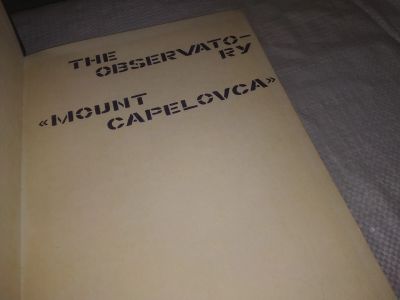 THE
OBSERVATO-
RY
«MOUNT
CAPELOVCA»